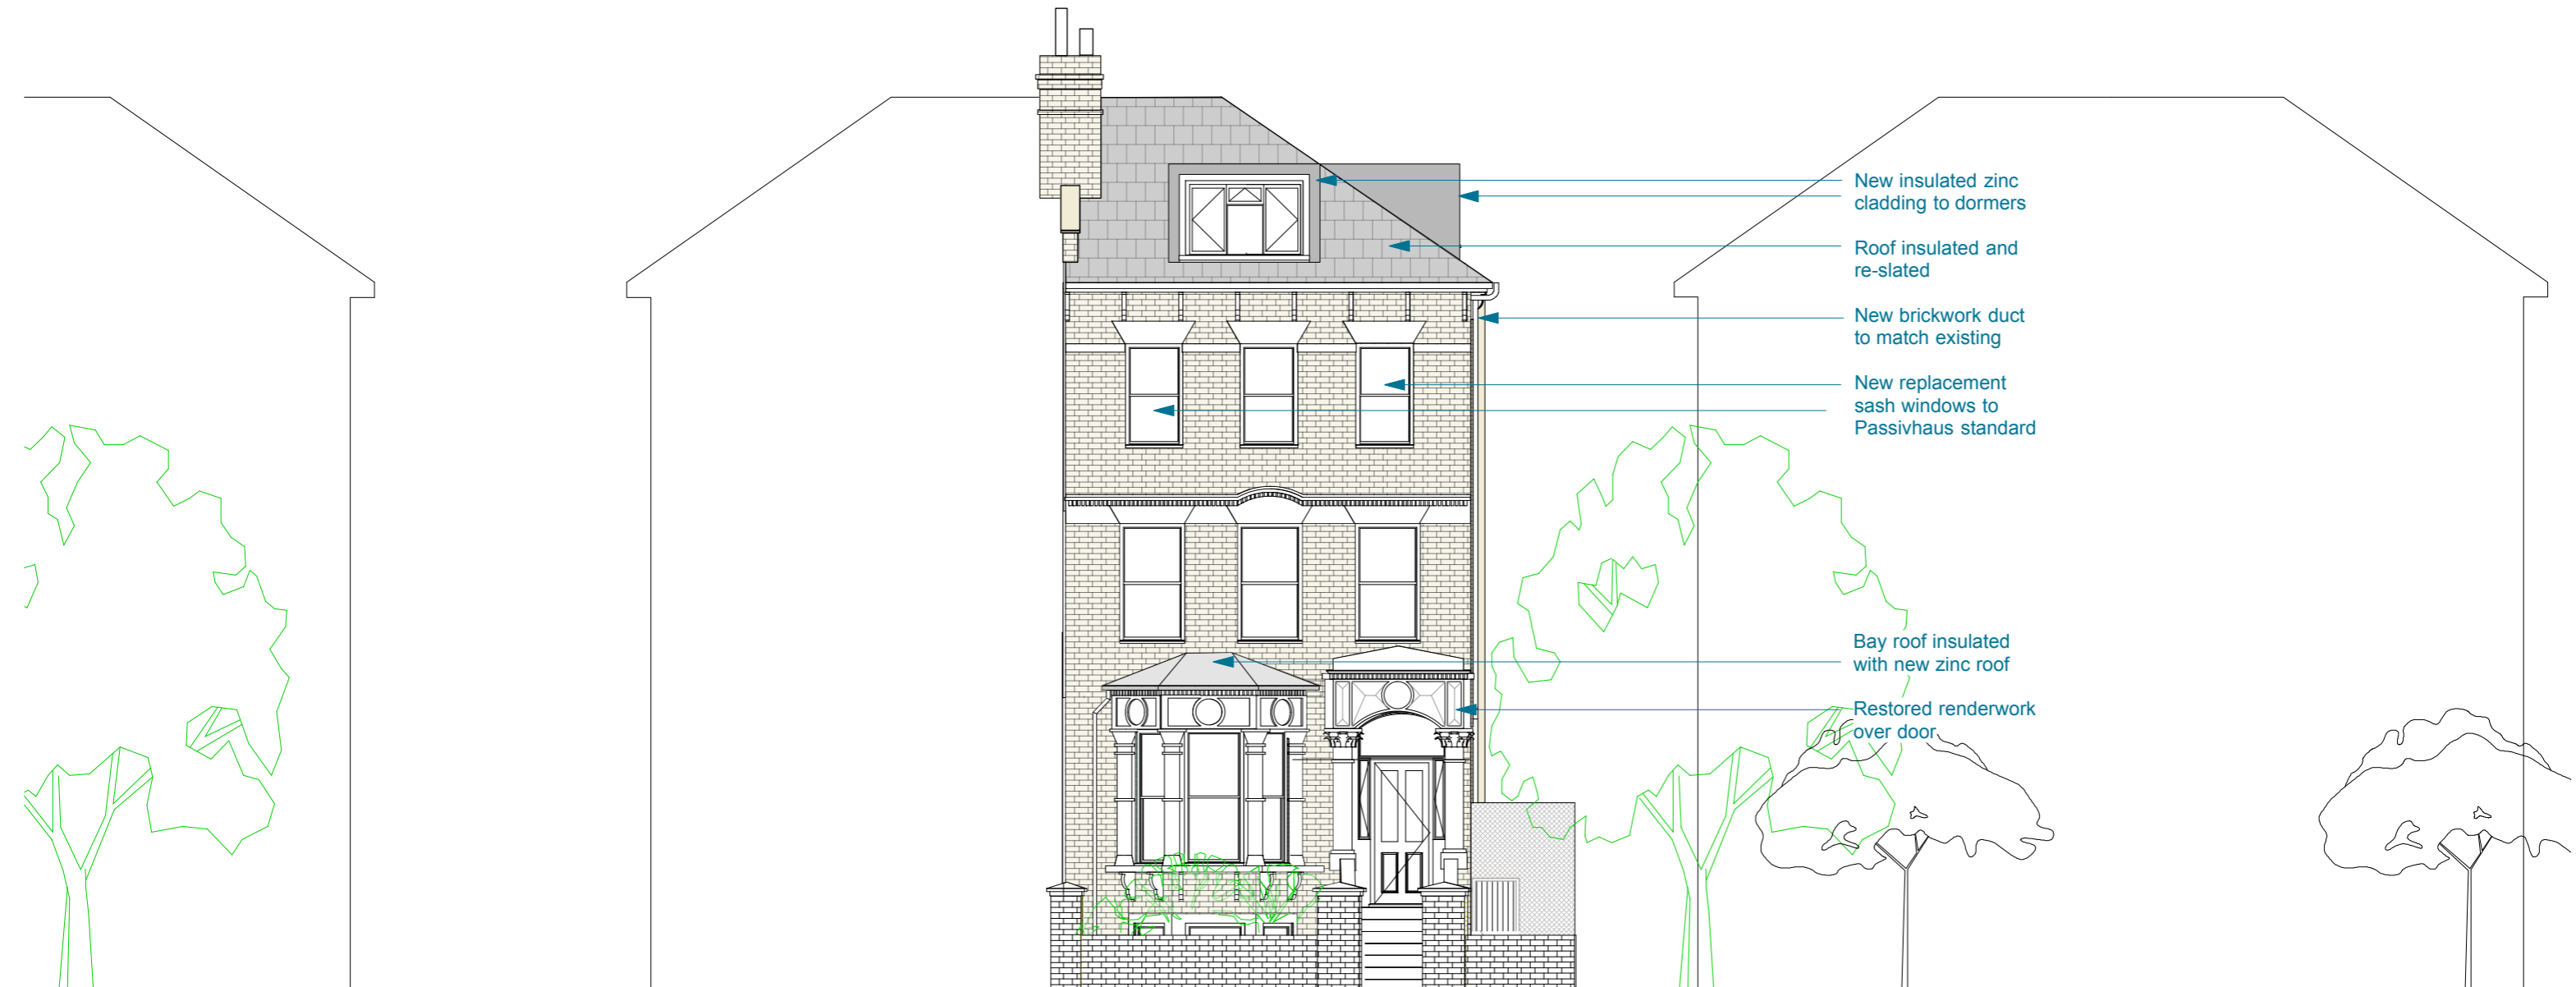 New insulated zinc
cladding to dormers
Roof insulated and
re-slated
New brickwork duct
to match existing
New replacement
sash windows to
Passivhaus standard
Bay roof insulated
with new zinc roof
Restored renderwork
over door